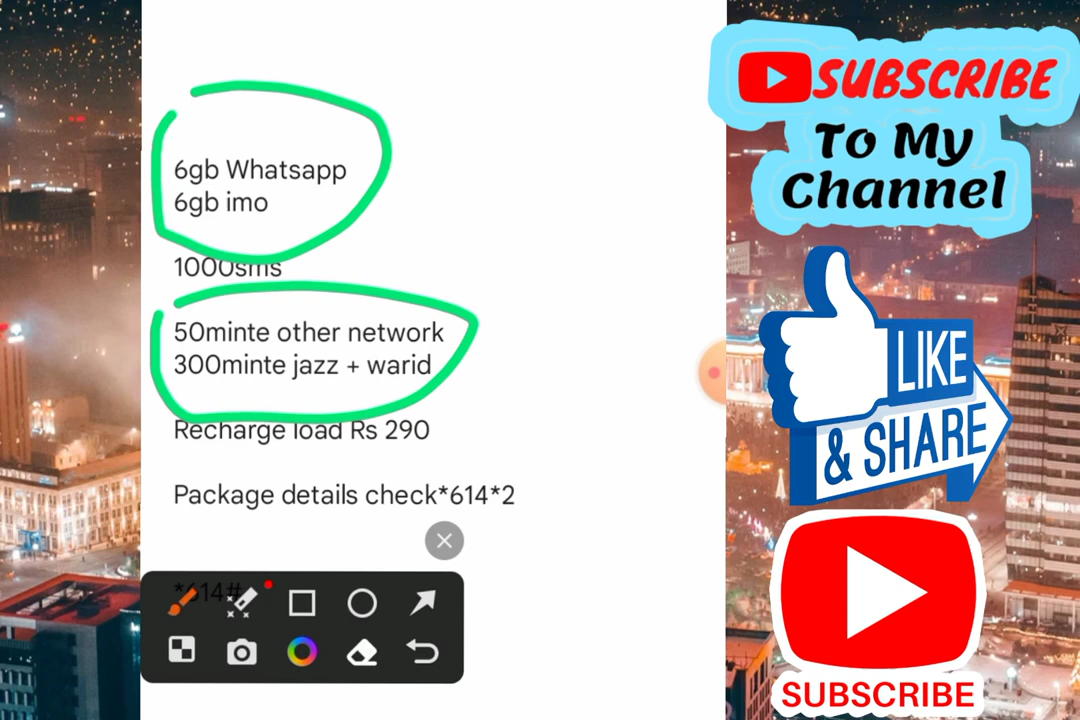 6gb Whatsapp
6gb imo
1000sms
50minte other network
300minte jazz + warid
Recharge load Rs 290
Package details check*614*2
*614#
SUBSCRIBE
To My
Channel
LIKE
& SHARE
SUBSCRIBE